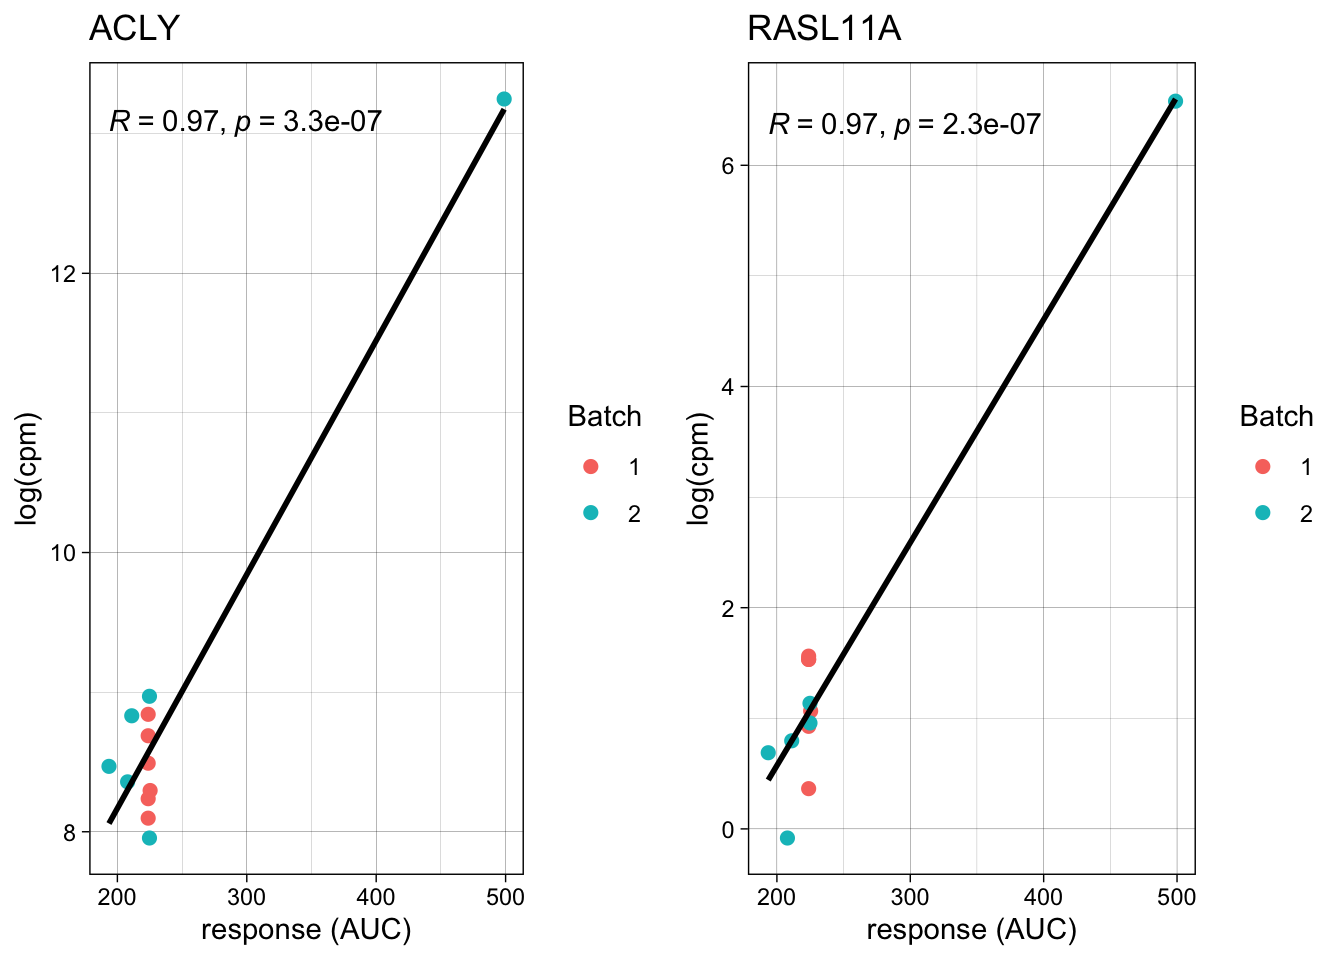 ACLY
R = 0.97, p = 3.3e-07
12
10
8
200 300 400 500
response (AUC)
log(cpm)
Batch
1
2
RASL11A
R = 0.97, p = 2.3e-07
6
4
2
0
200 300 400 500
response (AUC)
log(cpm)
Batch
1
2